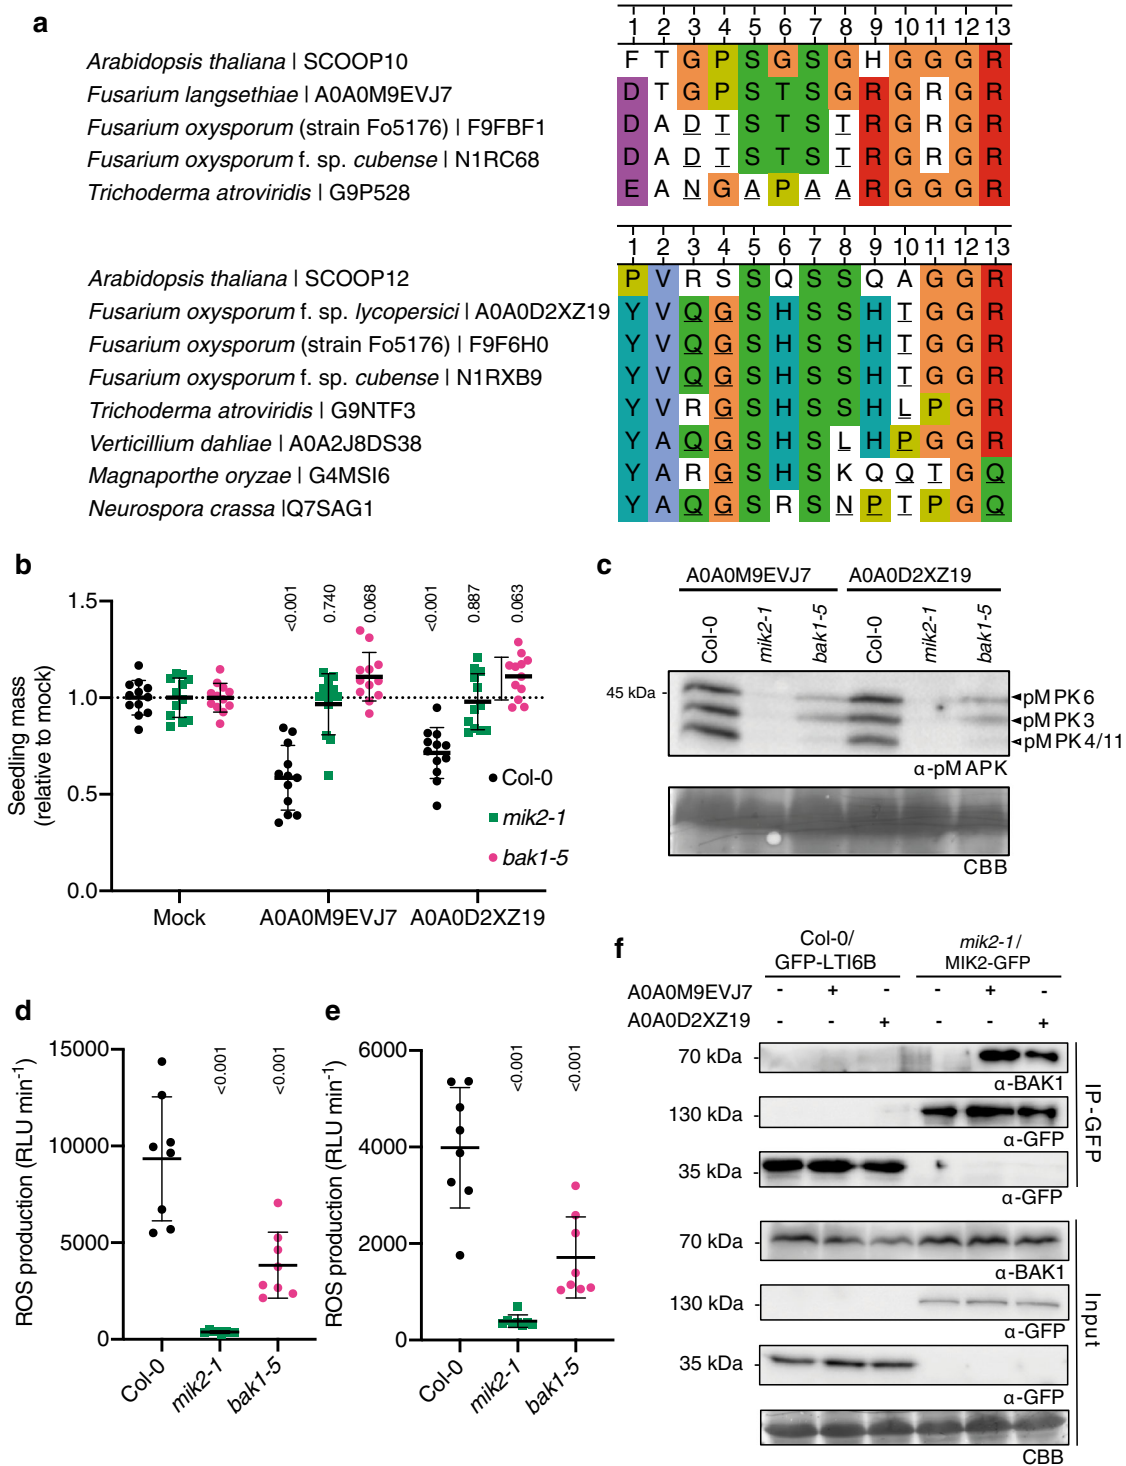 a
1 2 3 4 5 6 7 8 9 10 11 12 13
Arabidopsis thaliana | SCOOP10 F T G P S G S G H G G G R
Fusarium langsethiae | A0A0M9EVJ7 D T G P S T S G R G R G R
Fusarium oxysporum (strain Fo5176) | F9FBF1 D A D T S T S T R G R G R
Fusarium oxysporum f. sp. cubense | N1RC68 D A D T S T S T R G R G R
Trichoderma atroviridis | G9P528 E A N G A P A A R G G G R
1 2 3 4 5 6 7 8 9 10 11 12 13
Arabidopsis thaliana | SCOOP12 P V R S S Q S S Q A G G R
Fusarium oxysporum f. sp. lycopersici | A0A0D2XZ19 Y V Q G S H S S H T G G R
Fusarium oxysporum (strain Fo5176) | F9F6H0 Y V Q G S H S S H T G G R
Fusarium oxysporum f. sp. cubense | N1RXB9 Y V Q G S H S S H T G G R
Trichoderma atroviridis | G9NTF3 Y V R G S H S S H L P G R
Verticillium dahliae | A0A2J8DS38 Y A Q G S H S L H P G G R
Magnaporthe oryzae | G4MSI6 Y A R G S H S K Q Q T G Q
Neurospora crassa |Q7SAG1 Y A Q G S R S N P T P G Q
b
Seedling mass
(relative to mock)
1.5
1.0
0.5
0.0
<0.001
0.740
0.068
<0.001
0.887
0.063
Col-0
mik2-1
bak1-5
Mock A0A0M9EVJ7 A0A0D2XZ19
c
A0A0M9EVJ7 A0A0D2XZ19
Col-0 mik2-1 bak1-5 Col-0 mik2-1 bak1-5
45 kDa
pMPK6
pMPK3
pMPK4/11
α-pMAPK
CBB
d
ROS production (RLU min-1)
15000
10000
5000
0
<0.001
<0.001
Col-0 mik2-1 bak1-5
e
ROS production (RLU min-1)
6000
4000
2000
0
<0.001
<0.001
Col-0 mik2-1 bak1-5
f
Col-0/ mik2-1/
GFP-LTI6B MIK2-GFP
A0A0M9EVJ7 - + - - + -
A0A0D2XZ19 - - + - - +
70 kDa
α-BAK1
130 kDa
α-GFP
35 kDa
α-GFP
IP-GFP
70 kDa
α-BAK1
130 kDa
α-GFP
35 kDa
α-GFP
CBB
Input